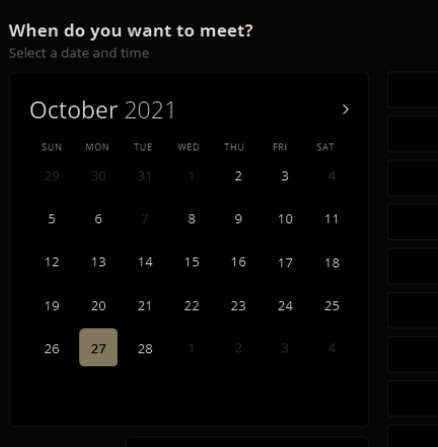 When do you want to meet?
Select a date and time
October 2021
SUN MON TUE WED THU FRI SAT
29 30 31 1 2 3 4
5 6 7 8 9 10 11
12 13 14 15 16 17 18
19 20 21 22 23 24 25
26 27 28 1 2 3 4